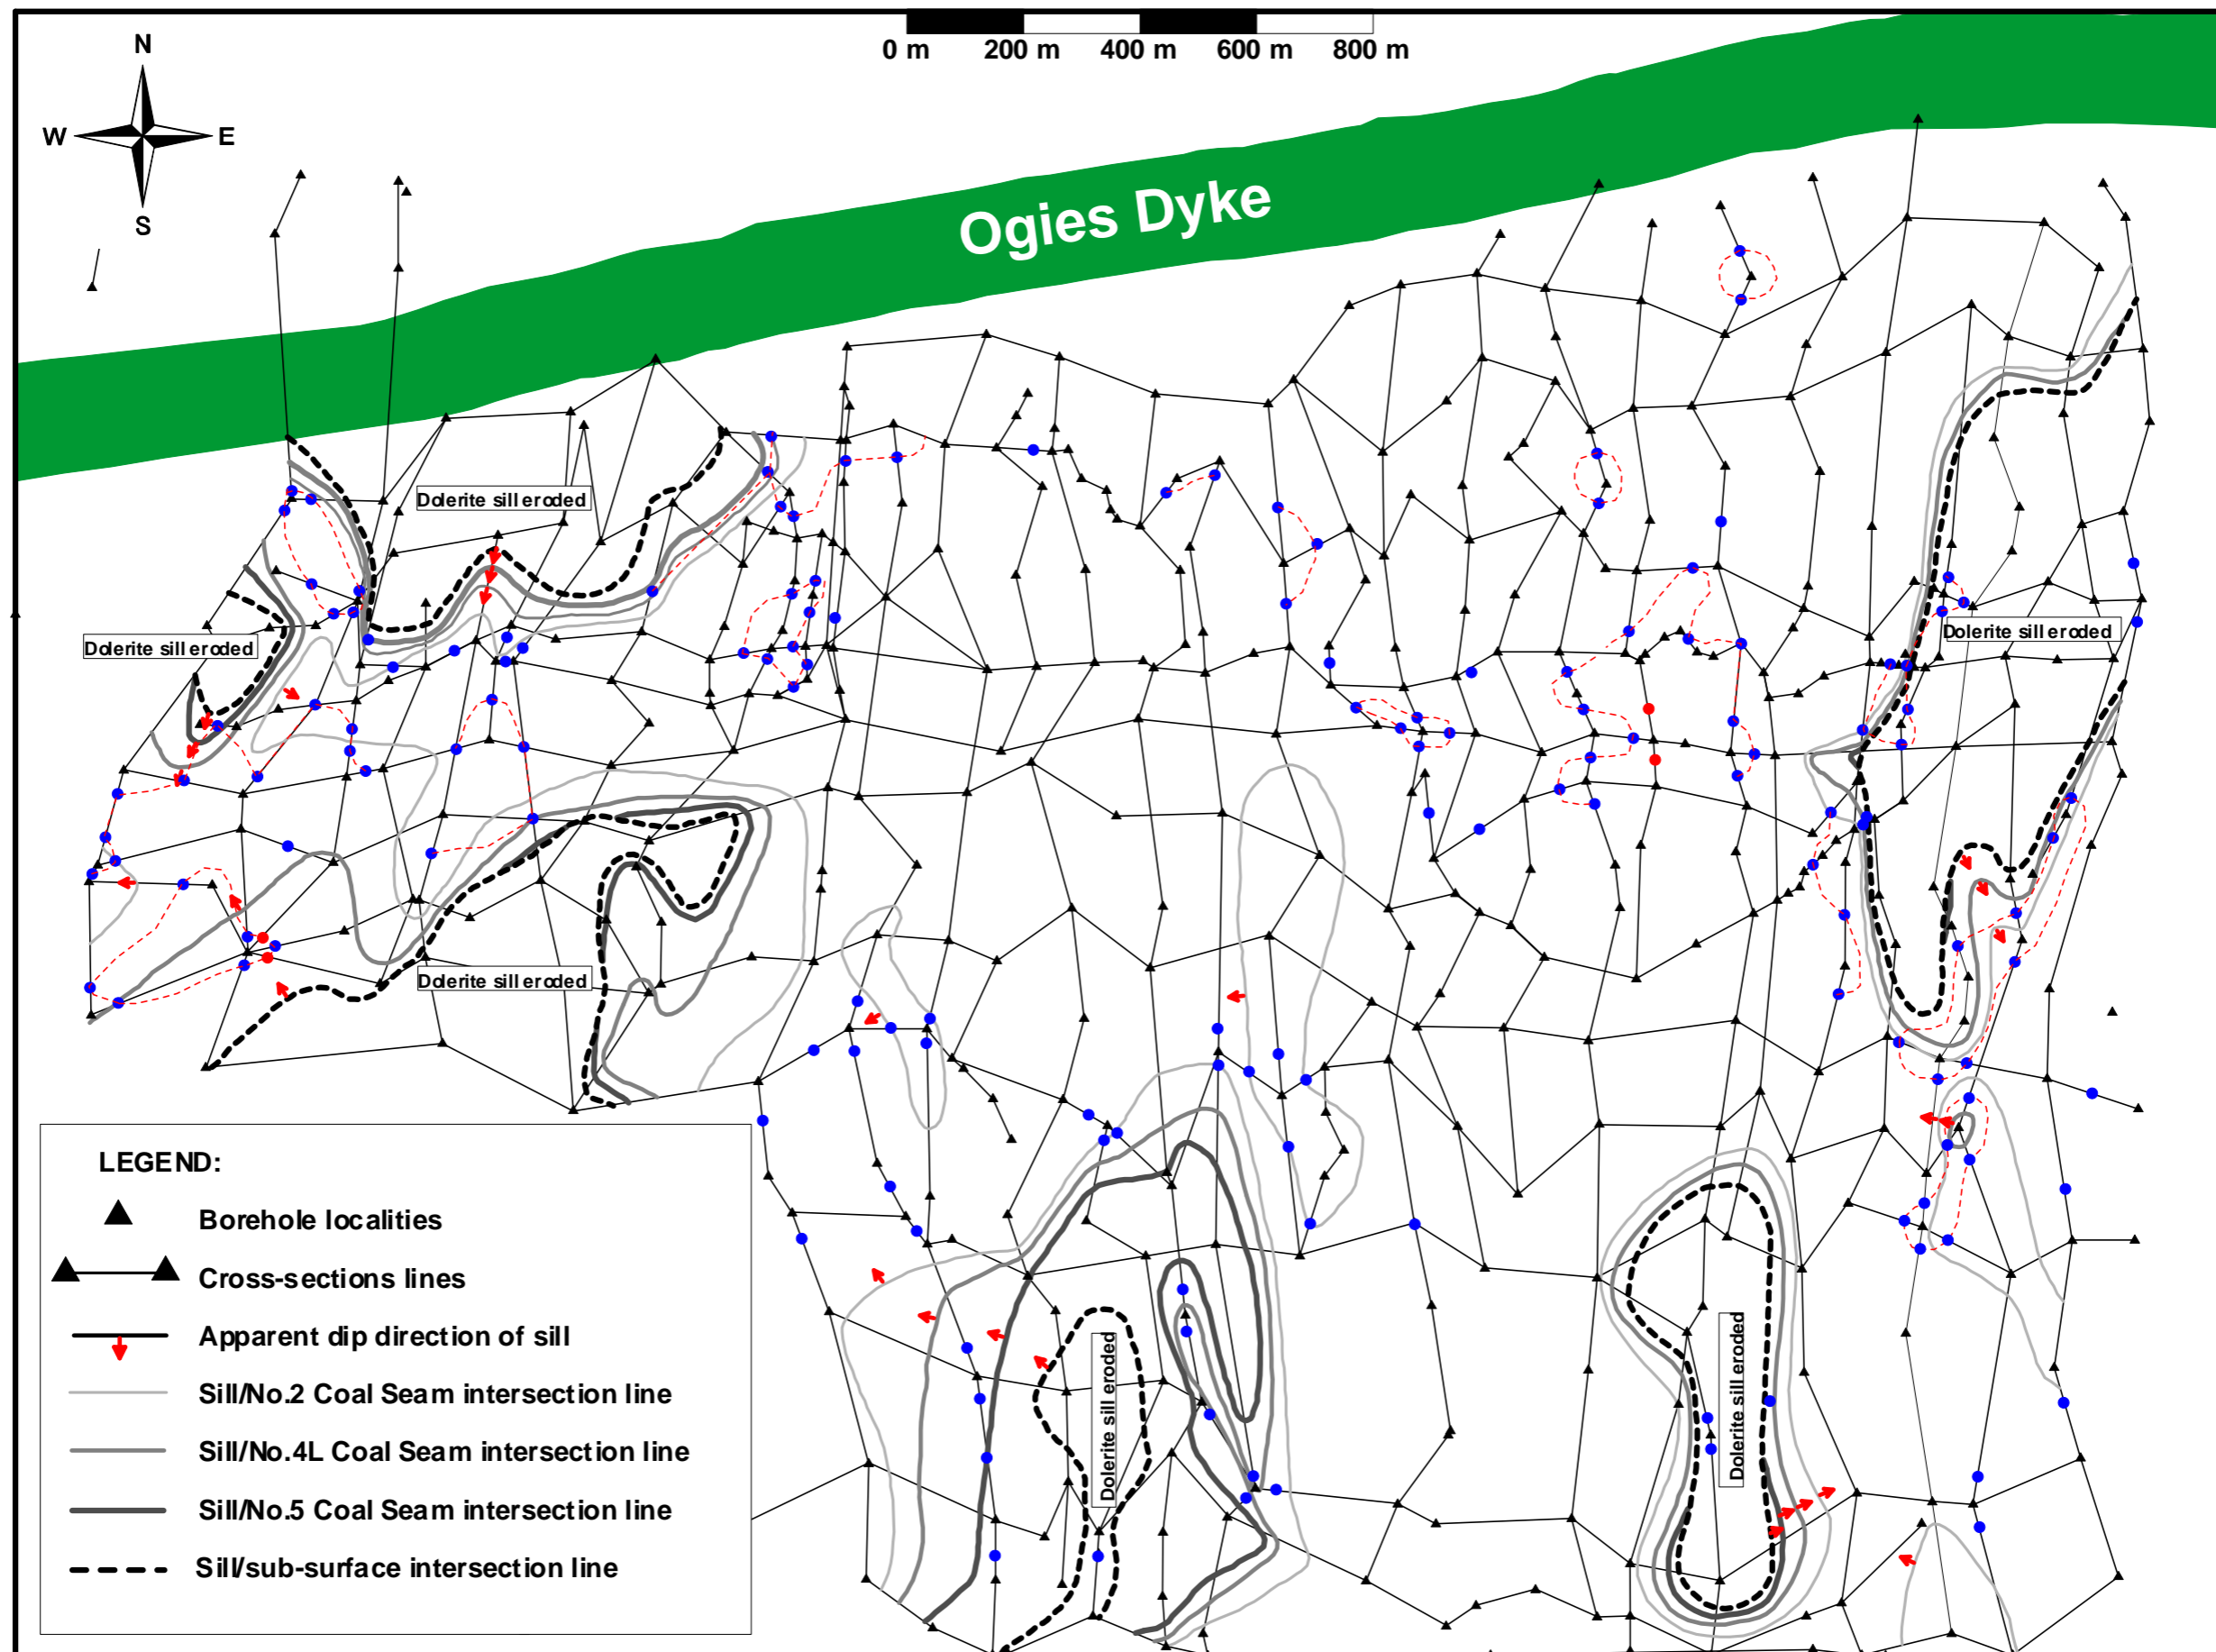 0 m 200 m 400 m 600 m 800 m
N
W E
S
Ogies Dyke
Dolerite sill eroded
Dolerite sill eroded
Dolerite sill eroded
Dolerite sill eroded
Dolerite sill eroded
Dolerite sill eroded
LEGEND:
Borehole localities
Cross-sections lines
Apparent dip direction of sill
Sill/No.2 Coal Seam intersection line
Sill/No.4L Coal Seam intersection line
Sill/No.5 Coal Seam intersection line
Sill/sub-surface intersection line